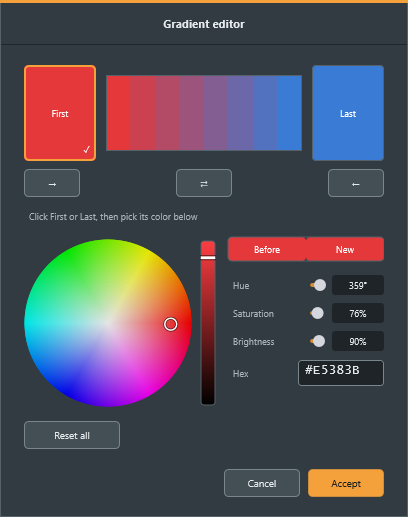 Gradient editor
First
✓
Last
→
⇄
←
Click First or Last, then pick its color below
Before
New
Hue
359°
Saturation
76%
Brightness
90%
Hex
#E5383B
Reset all
Cancel
Accept